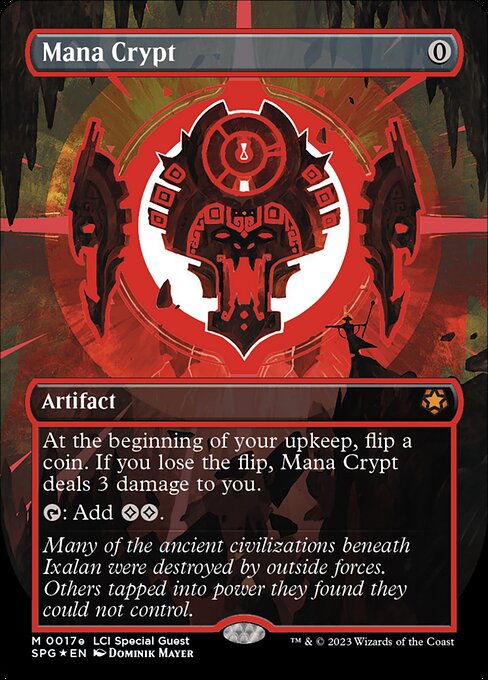 Mana Crypt 0
Artifact
At the beginning of your upkeep, flip a
coin. If you lose the flip, Mana Crypt
deals 3 damage to you.
: Add .
Many of the ancient civilizations beneath
Ixalan were destroyed by outside forces.
Others tapped into power they found they
could not control.
M 0017e LCI Special Guest
SPG★EN Dominik Mayer
™ & © 2023 Wizards of the Coast